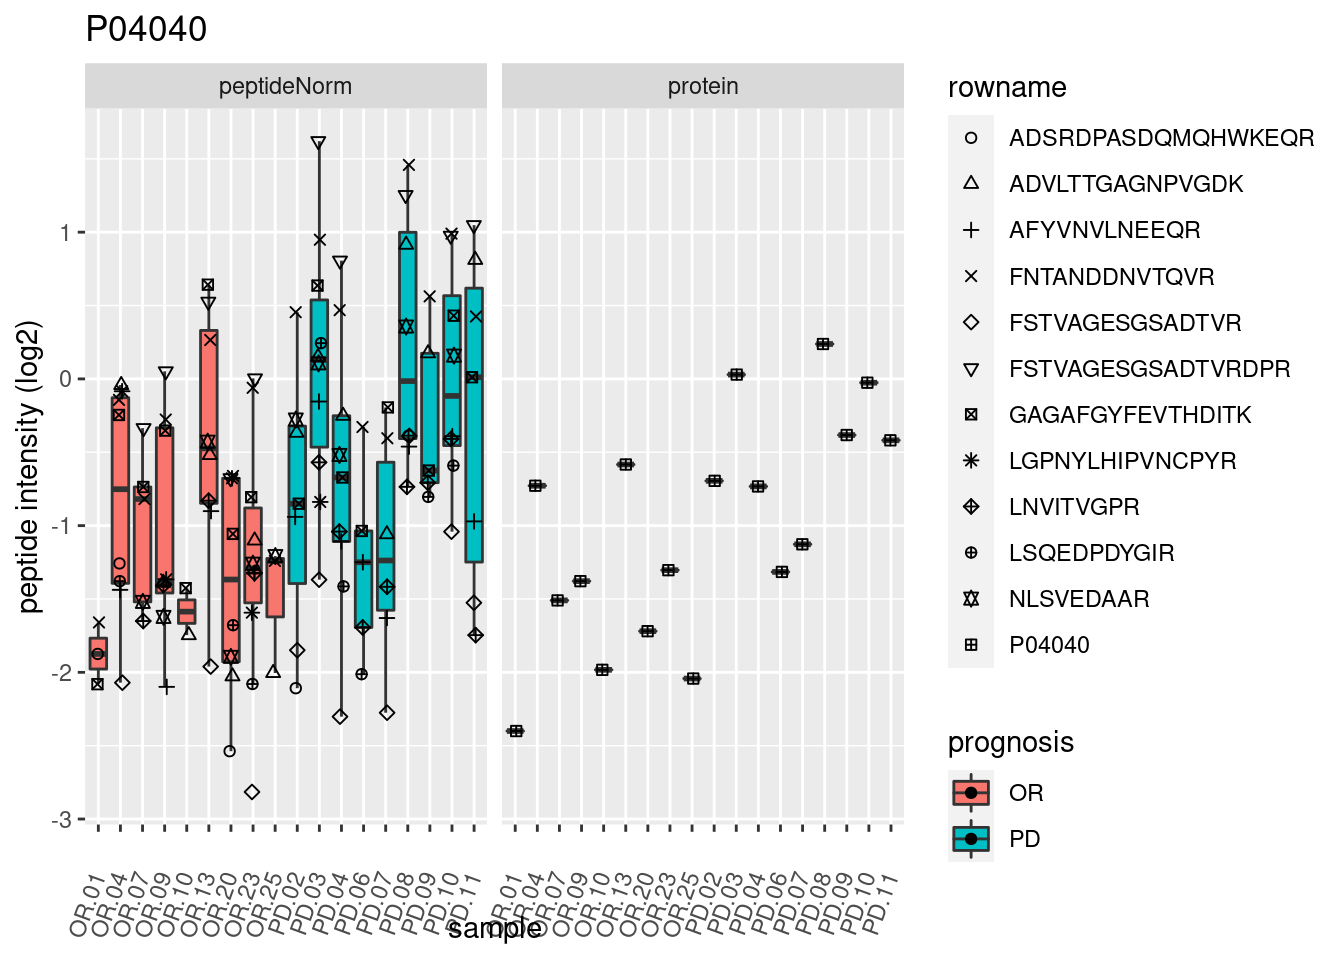 P04040
peptideNorm
protein
peptide intensity (log2)
1
0
-1
-2
-3
OR.01
OR.04
OR.07
OR.09
OR.10
OR.13
OR.20
OR.23
OR.25
PD.02
PD.03
PD.04
PD.06
PD.07
PD.08
PD.09
PD.10
PD.11
OR.01
OR.04
OR.07
OR.09
OR.10
OR.13
OR.20
OR.23
OR.25
PD.02
PD.03
PD.04
PD.06
PD.07
PD.08
PD.09
PD.10
PD.11
sample
rowname
ADSRDPASDQMQHWKEQR
ADVLTTGAGNPVGDK
AFYVNVLNEEQR
FNTANDDNVTQVR
FSTVAGESGSADTVR
FSTVAGESGSADTVRDPR
GAGAFGYFEVTHDITK
LGPNYLHIPVNCPYR
LNVITVGPR
LSQEDPDYGIR
NLSVEDAAR
P04040
prognosis
OR
PD